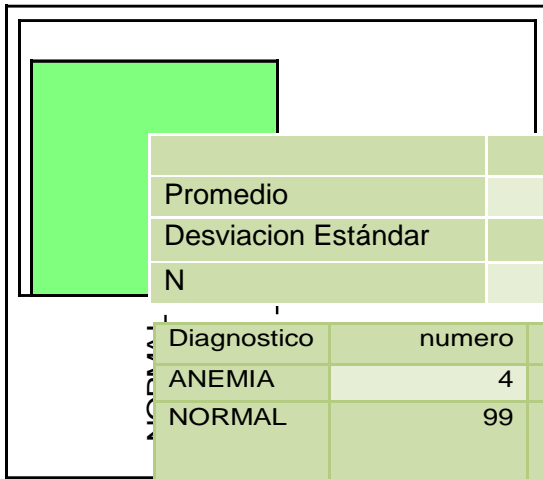 Promedio
Desviacion Estándar
N
Diagnostico numero
ANEMIA 4
NORMAL 99